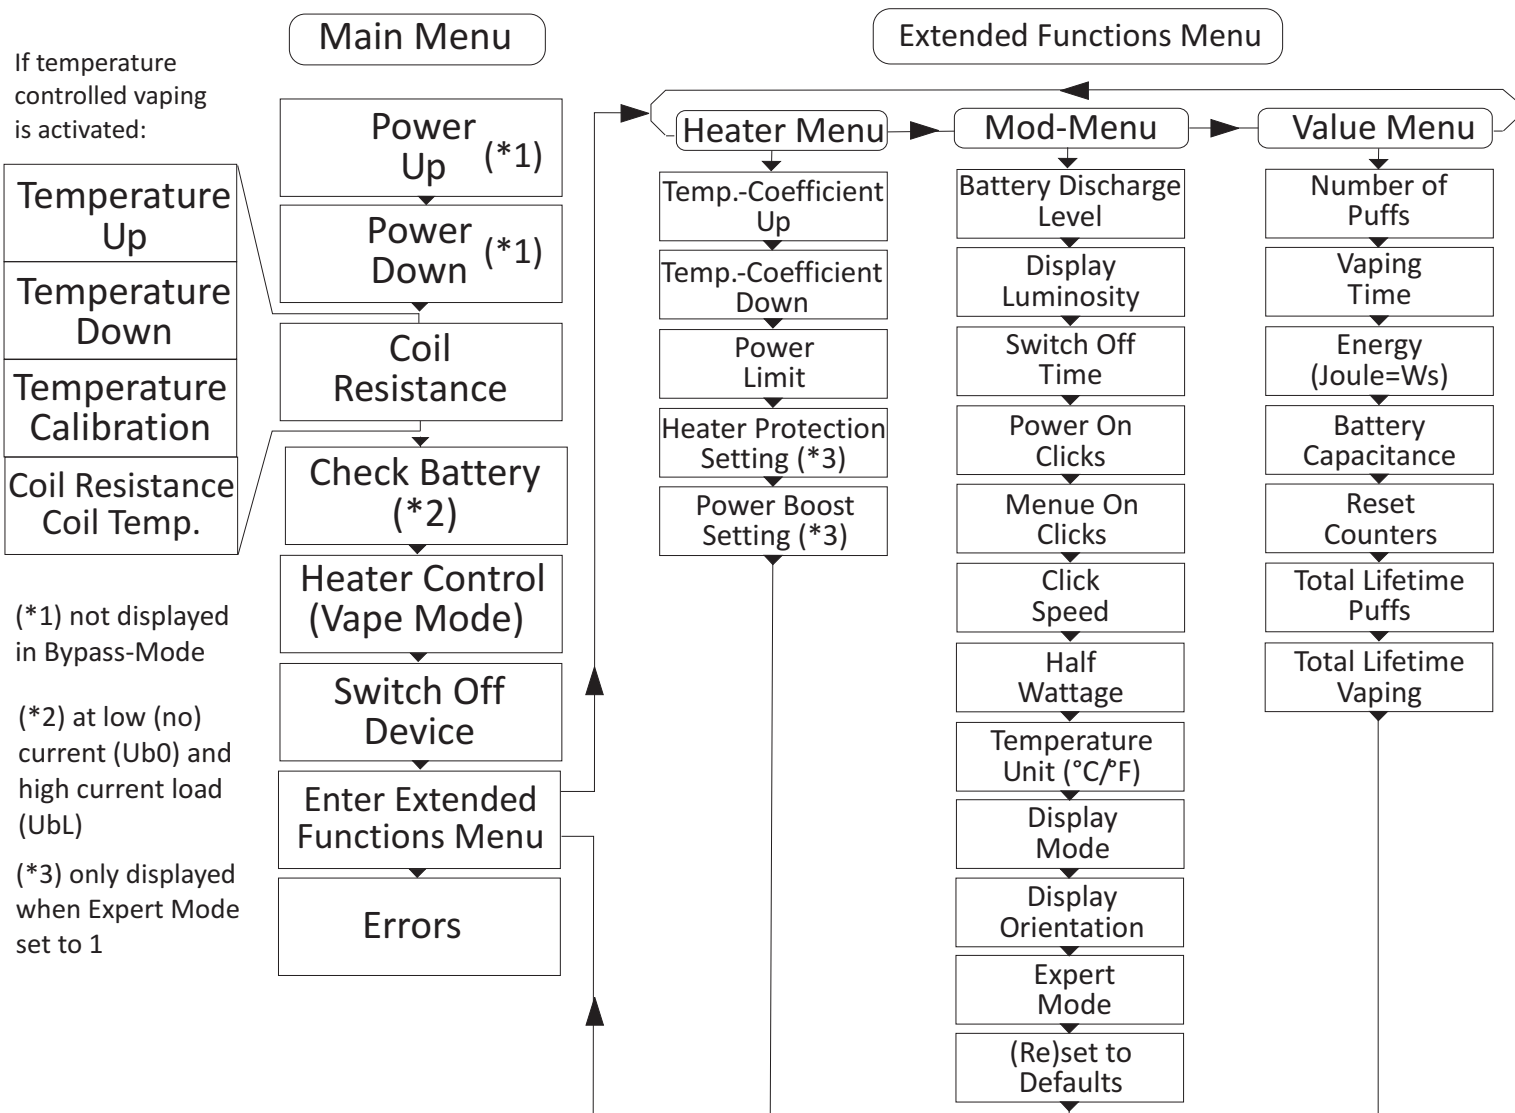 Main Menu
Extended Functions Menu
If temperature
controlled vaping
is activated:
Temperature
Up
Temperature
Down
Temperature
Calibration
Coil Resistance
Coil Temp.
(*1) not displayed
in Bypass-Mode
(*2) at low (no)
current (Ub0) and
high current load
(UbL)
(*3) only displayed
when Expert Mode
set to 1
Power
Up (*1)
Power
Down (*1)
Coil
Resistance
Check Battery
(*2)
Heater Control
(Vape Mode)
Switch Off
Device
Enter Extended
Functions Menu
Errors
Heater Menu
Temp.-Coefficient
Up
Temp.-Coefficient
Down
Power
Limit
Heater Protection
Setting (*3)
Power Boost
Setting (*3)
Mod-Menu
Battery Discharge
Level
Display
Luminosity
Switch Off
Time
Power On
Clicks
Menue On
Clicks
Click
Speed
Half
Wattage
Temperature
Unit (°C/°F)
Display
Mode
Display
Orientation
Expert
Mode
(Re)set to
Defaults
Value Menu
Number of
Puffs
Vaping
Time
Energy
(Joule=Ws)
Battery
Capacitance
Reset
Counters
Total Lifetime
Puffs
Total Lifetime
Vaping